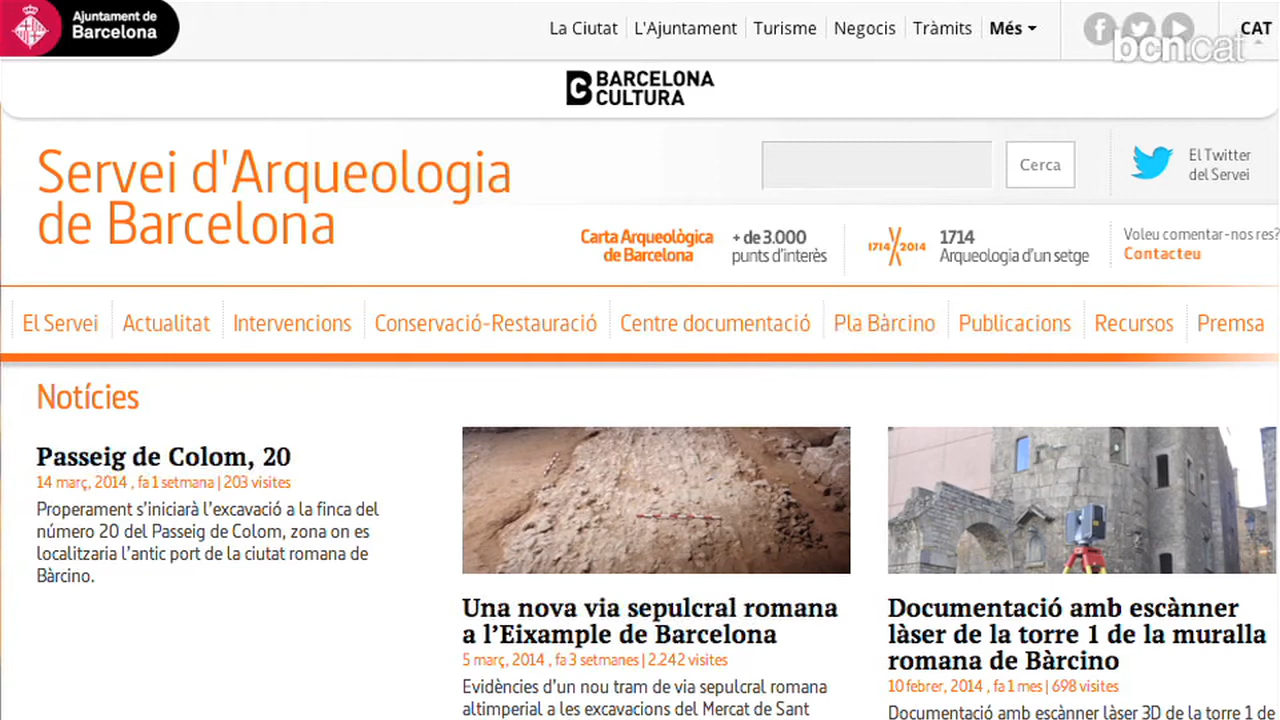 Ajuntament de
Barcelona
La Ciutat
L'Ajuntament
Turisme
Negocis
Tràmits
Més
CAT
bcn.cat
BARCELONA
CULTURA
Servei d'Arqueologia
de Barcelona
Cerca
El Twitter
del Servei
Carta Arqueològica
de Barcelona
+ de 3.000
punts d'interès
1714 2014
1714
Arqueologia d'un setge
Voleu comentar-nos res?
Contacteu
El Servei
Actualitat
Intervencions
Conservació-Restauració
Centre documentació
Pla Bàrcino
Publicacions
Recursos
Premsa
Notícies
Passeig de Colom, 20
14 març, 2014 , fa 1 setmana | 203 visites
Properament s’iniciarà l’excavació a la finca del
número 20 del Passeig de Colom, zona on es
localitzaria l’antic port de la ciutat romana de
Bàrcino.
Una nova via sepulcral romana
a l’Eixample de Barcelona
5 març, 2014 , fa 3 setmanes | 2.242 visites
Evidències d’un nou tram de via sepulcral romana
altimperial a les excavacions del Mercat de Sant
Documentació amb escànner
làser de la torre 1 de la muralla
romana de Bàrcino
10 febrer, 2014 , fa 1 mes | 698 visites
Documentació amb escànner làser 3D de la torre 1 de